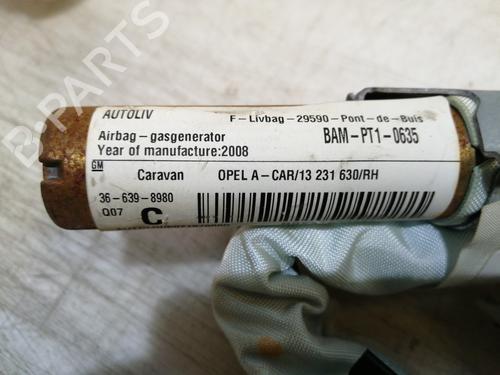 B-PARTS
AUTOLIV
F-Livbag-29590-Pont-de-Buis
Airbag-gasgenerator
BAM-PT1-0635
Year of manufacture:2008
GM
Caravan OPEL A-CAR/13 231 630/RH
36-639-8980
Q07 C